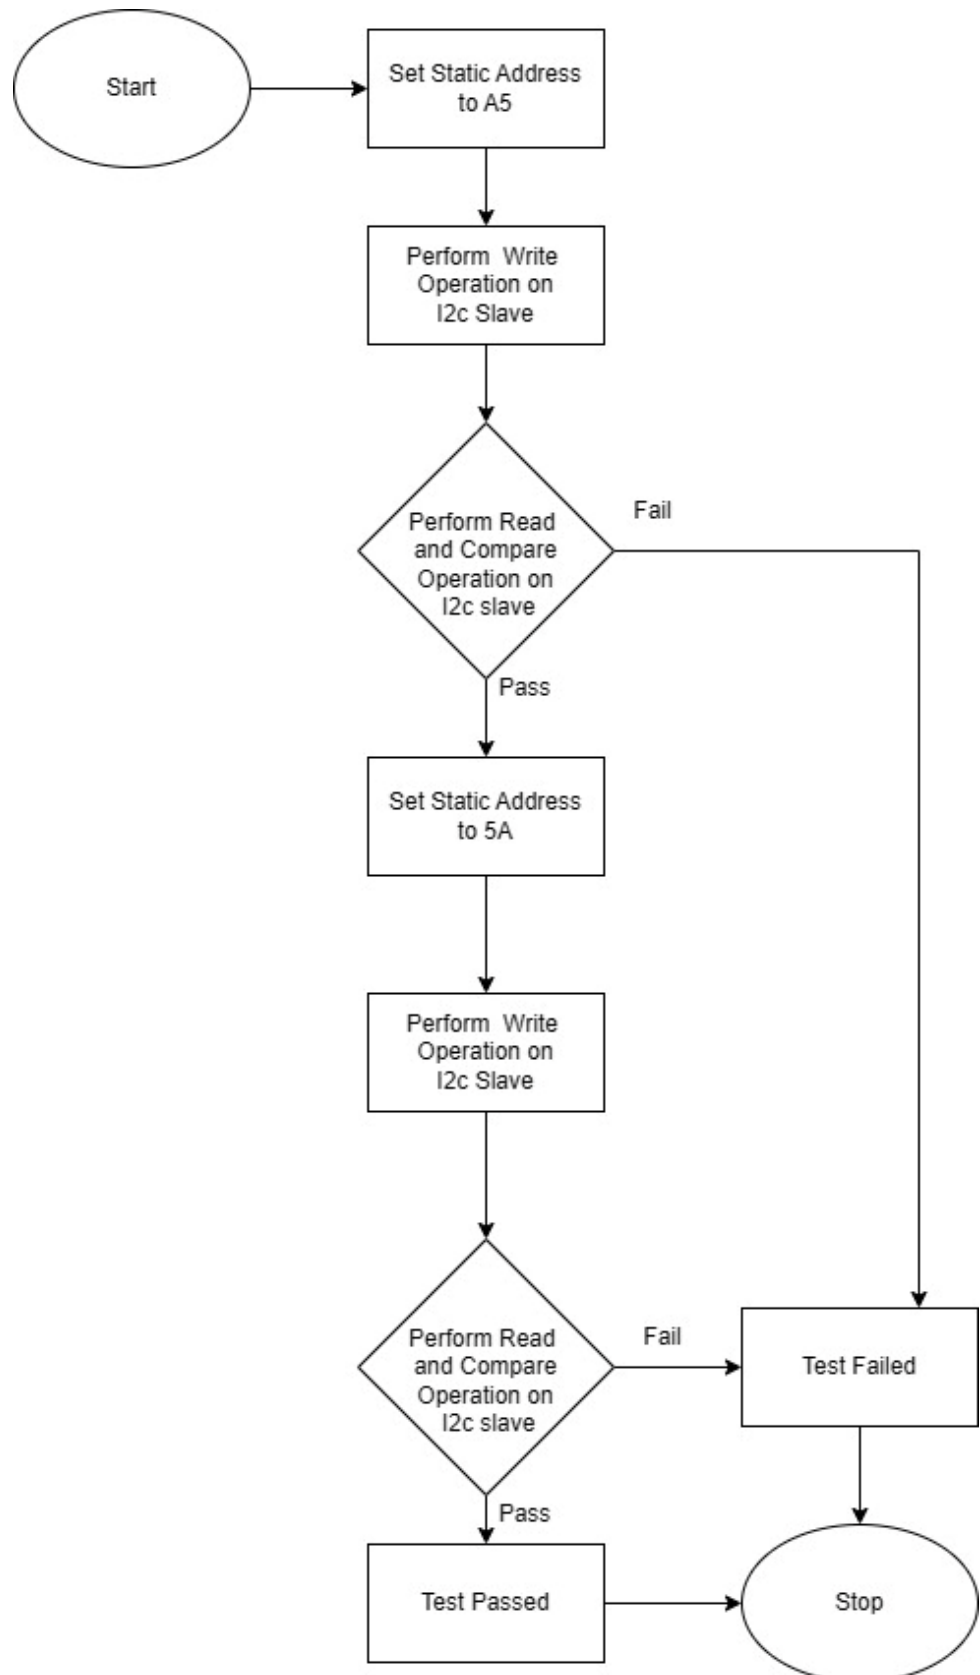 Start
Set Static Address
to A5
Perform  Write
Operation on
I2c Slave
Perform Read
and Compare
Operation on
I2c slave
Fail
Pass
Set Static Address
to 5A
Perform  Write
Operation on
I2c Slave
Perform Read
and Compare
Operation on
I2c slave
Fail
Test Failed
Pass
Test Passed
Stop